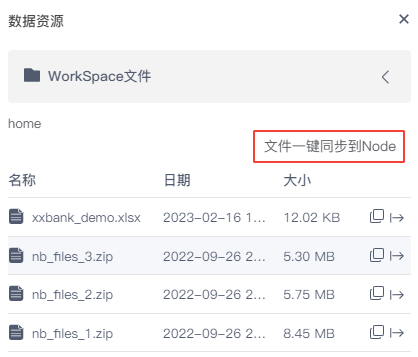 数据资源
WorkSpace文件
home
文件一键同步到Node
名称 日期 大小
xxbank_demo.xlsx 2023-02-16 1... 12.02 KB
nb_files_3.zip 2022-09-26 2... 5.30 MB
nb_files_2.zip 2022-09-26 2... 5.75 MB
nb_files_1.zip 2022-09-26 2... 8.45 MB